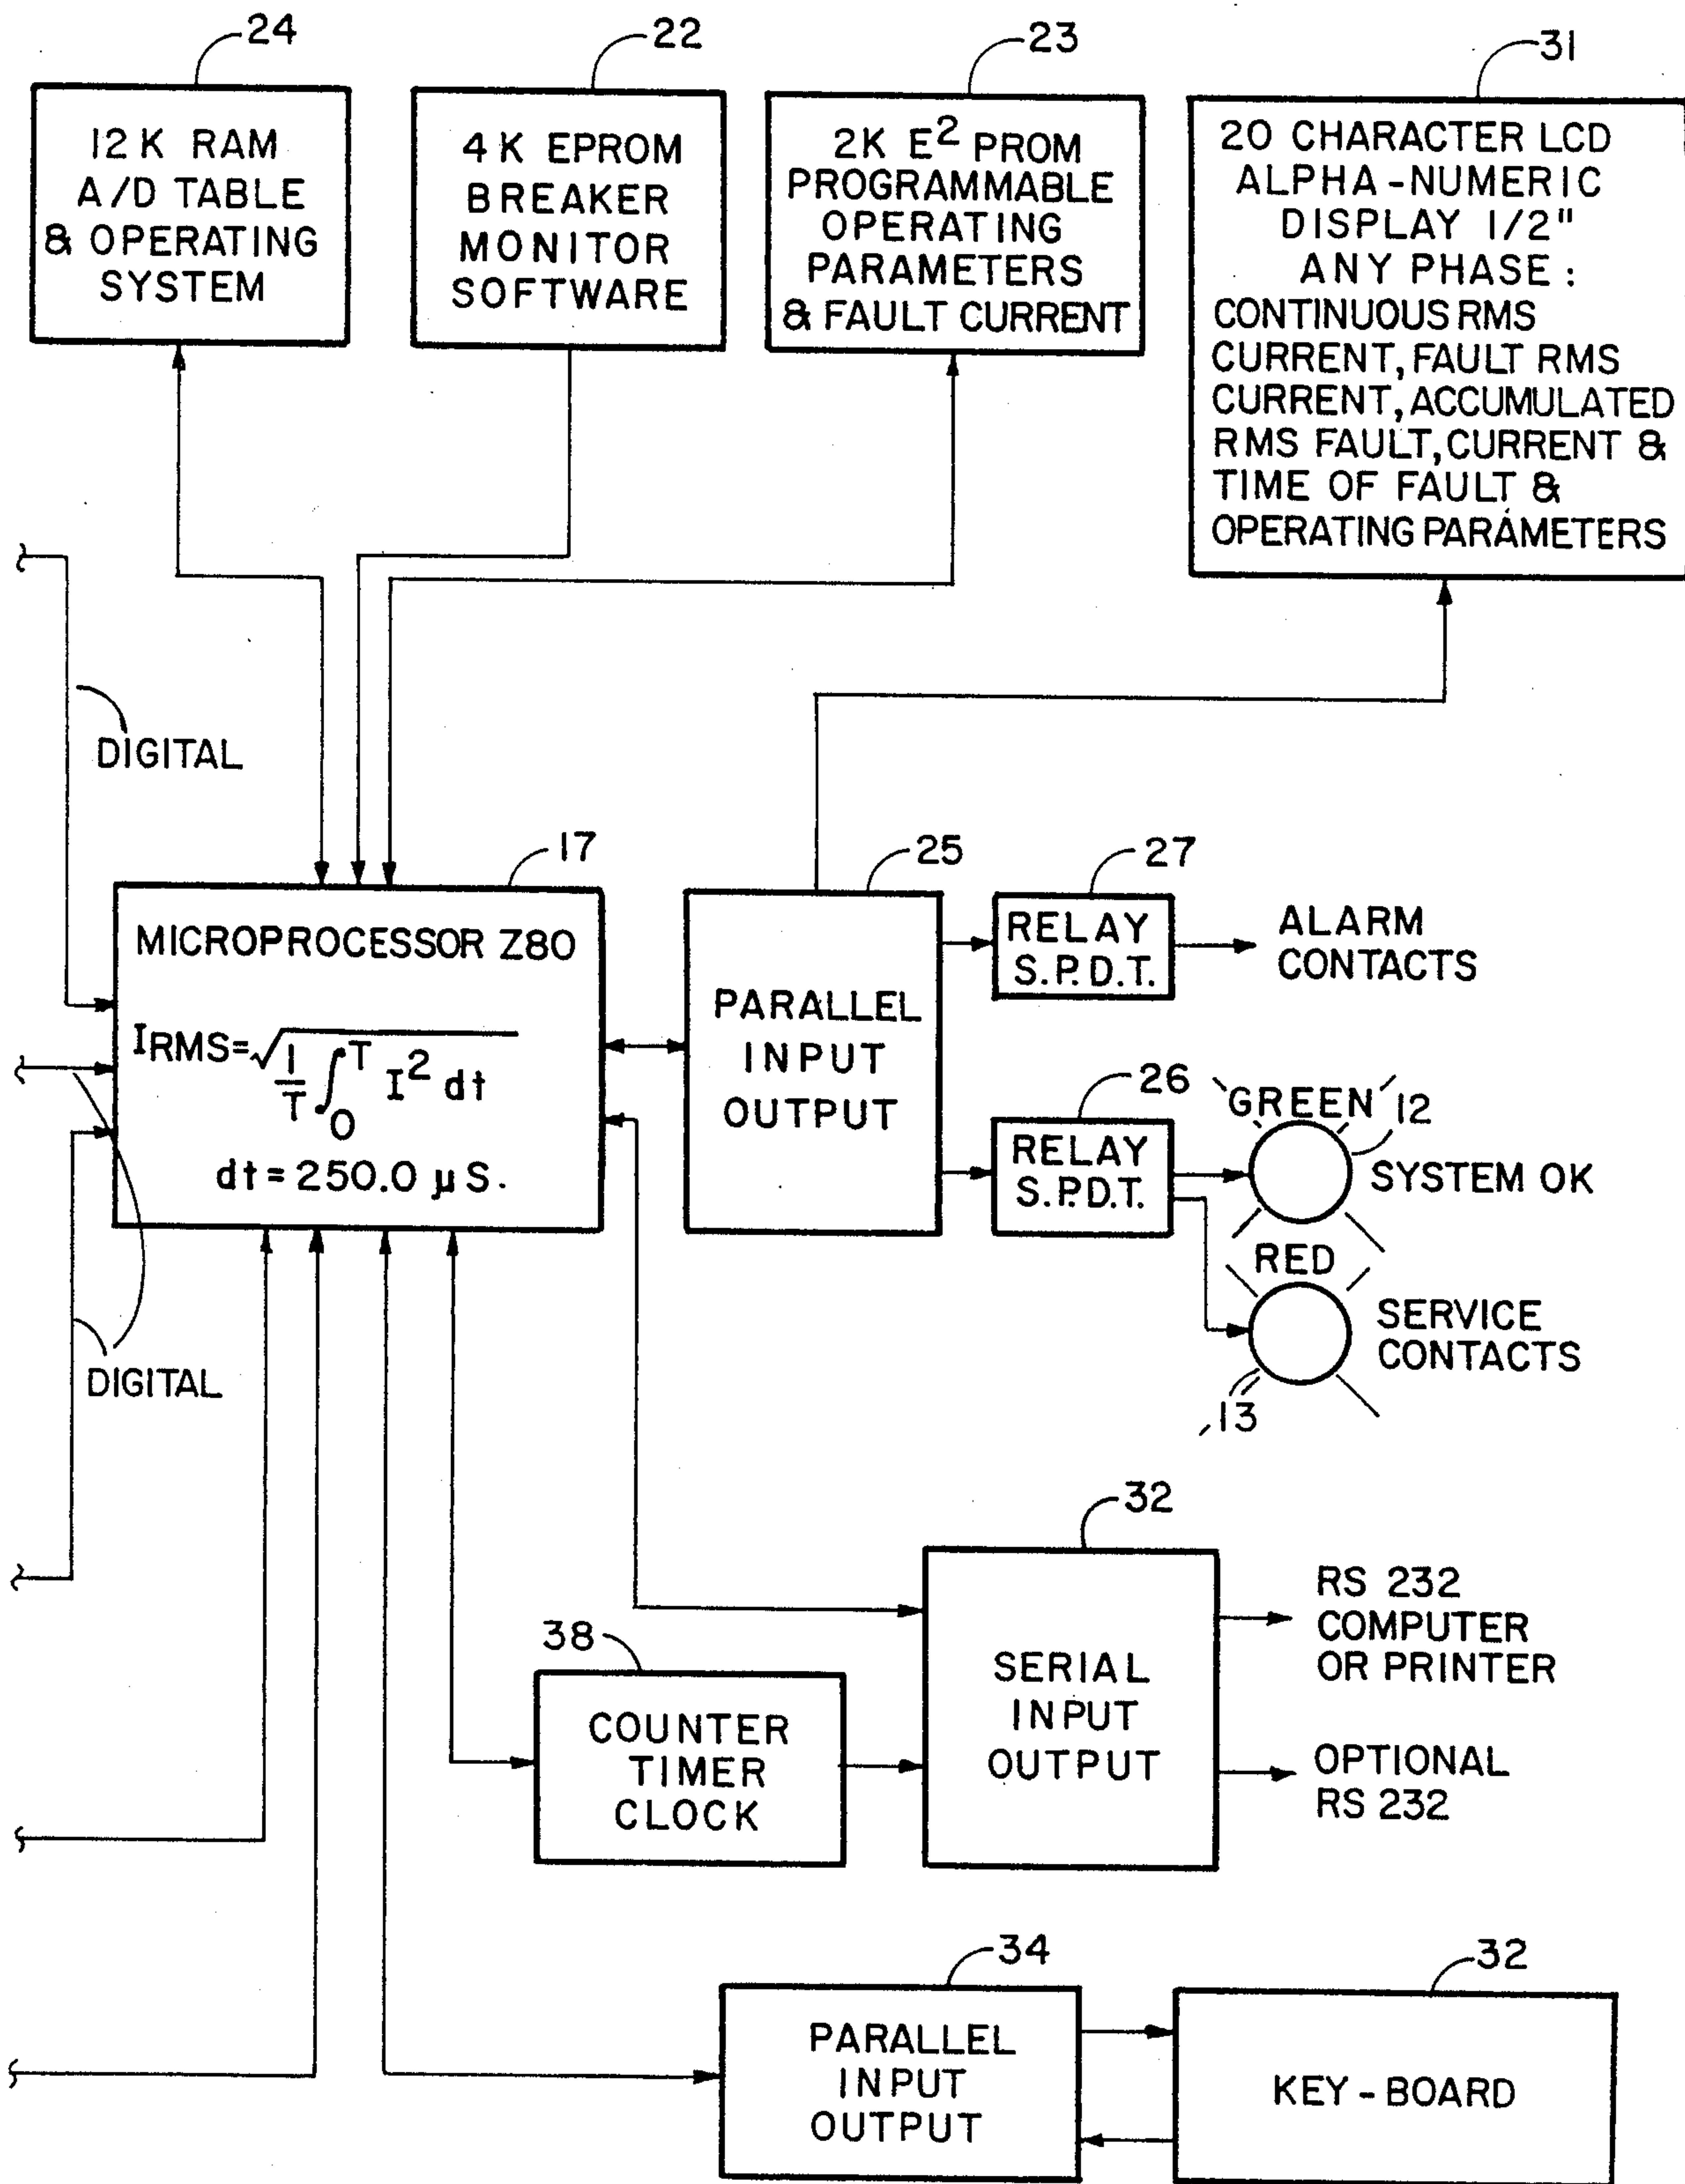 24
12K RAM
A/D TABLE
& OPERATING
SYSTEM
22
4K EPROM
BREAKER
MONITOR
SOFTWARE
23
2K E² PROM
PROGRAMMABLE
OPERATING
PARAMETERS
& FAULT CURRENT
31
20 CHARACTER LCD
ALPHA-NUMERIC
DISPLAY 1/2"
ANY PHASE:
CONTINUOUS RMS
CURRENT, FAULT RMS
CURRENT, ACCUMULATED
RMS FAULT, CURRENT &
TIME OF FAULT &
OPERATING PARAMETERS
DIGITAL
17
MICROPROCESSOR Z80
IRMS=√1/T ∫0T I² dt
dt = 250.0 µS.
DIGITAL
25
PARALLEL
INPUT
OUTPUT
27
RELAY
S.P.D.T.
ALARM
CONTACTS
26
RELAY
S.P.D.T.
GREEN 12
SYSTEM OK
RED
SERVICE
CONTACTS
13
32
SERIAL
INPUT
OUTPUT
RS 232
COMPUTER
OR PRINTER
OPTIONAL
RS 232
38
COUNTER
TIMER
CLOCK
34
PARALLEL
INPUT
OUTPUT
32
KEY-BOARD